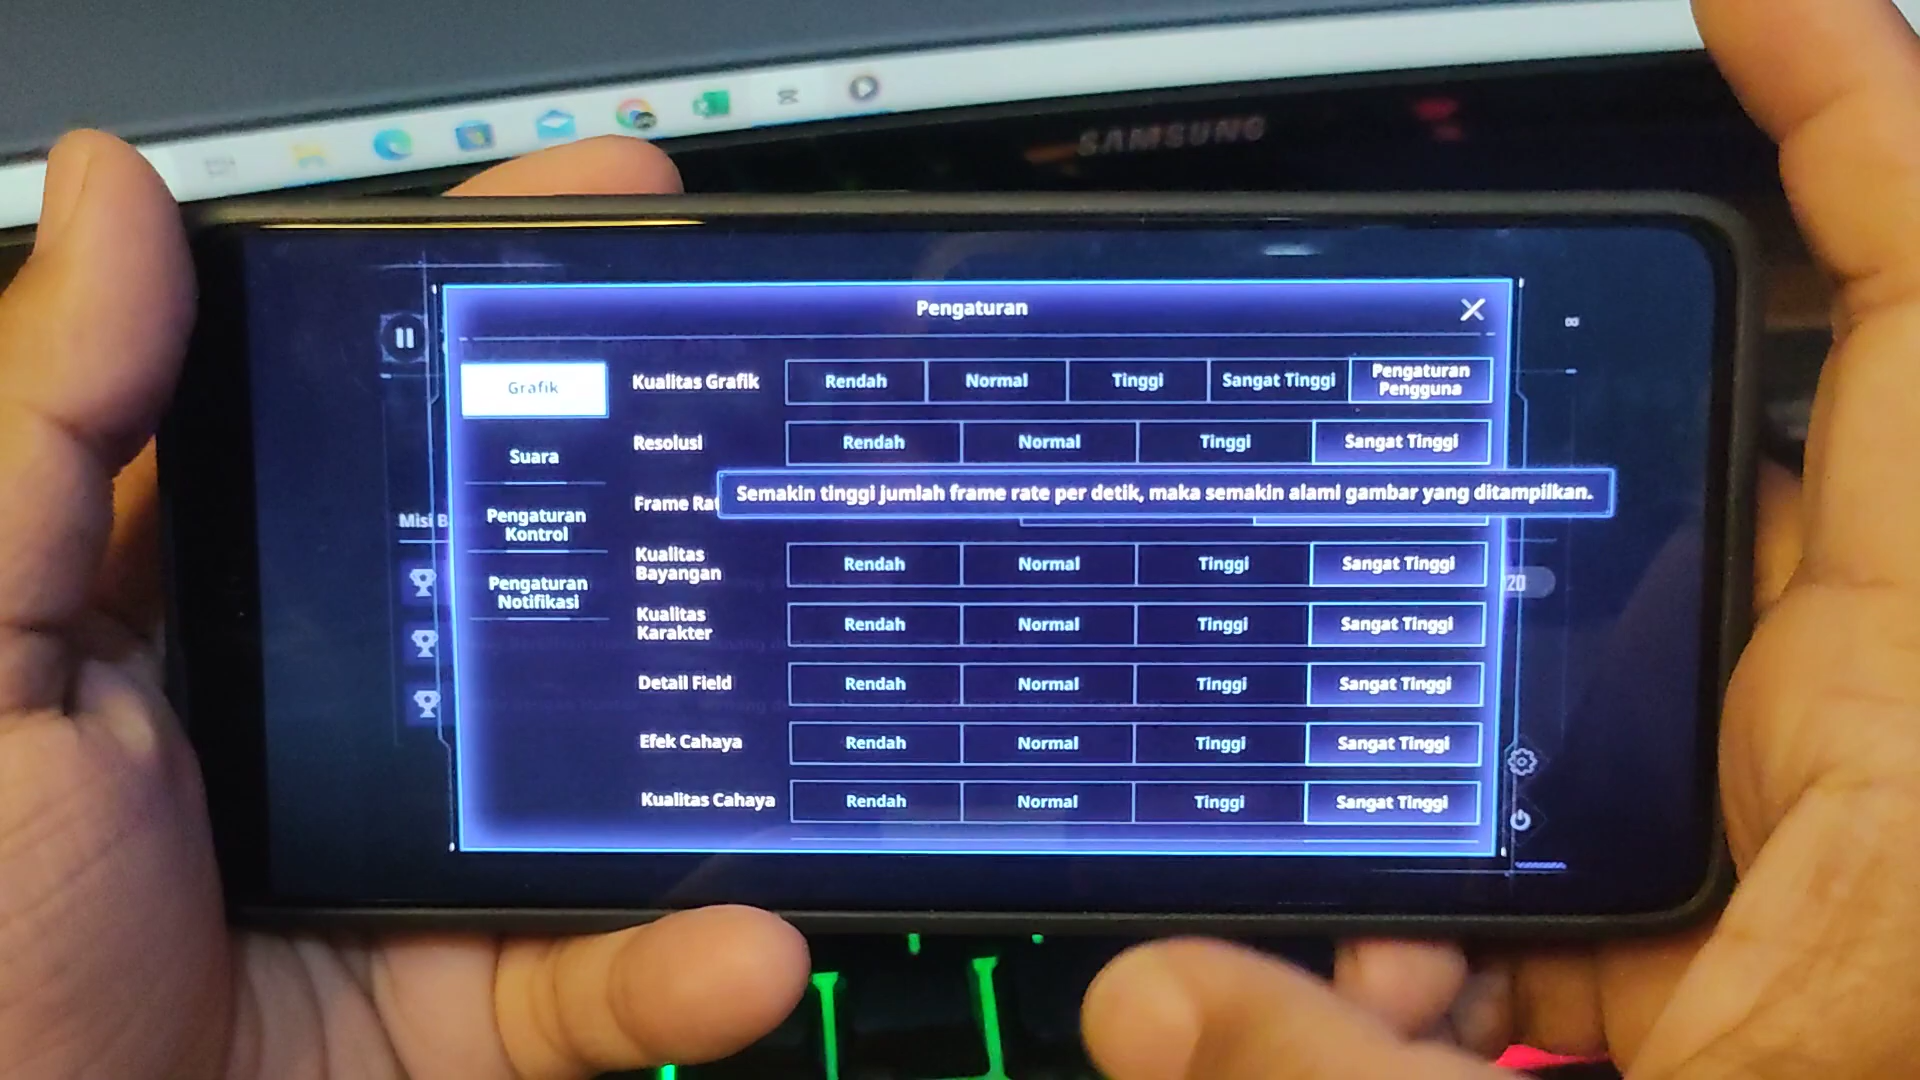 SAMSUNG
Pengaturan
Grafik
Suara
Pengaturan
Kontrol
Pengaturan
Notifikasi
Kualitas Grafik
Rendah
Normal
Tinggi
Sangat Tinggi
Pengaturan
Pengguna
Resolusi
Rendah
Normal
Tinggi
Sangat Tinggi
Frame Rat
Semakin tinggi jumlah frame rate per detik, maka semakin alami gambar yang ditampilkan.
Kualitas
Bayangan
Rendah
Normal
Tinggi
Sangat Tinggi
Kualitas
Karakter
Rendah
Normal
Tinggi
Sangat Tinggi
Detail Field
Rendah
Normal
Tinggi
Sangat Tinggi
Efek Cahaya
Rendah
Normal
Tinggi
Sangat Tinggi
Kualitas Cahaya
Rendah
Normal
Tinggi
Sangat Tinggi
Misi B
20